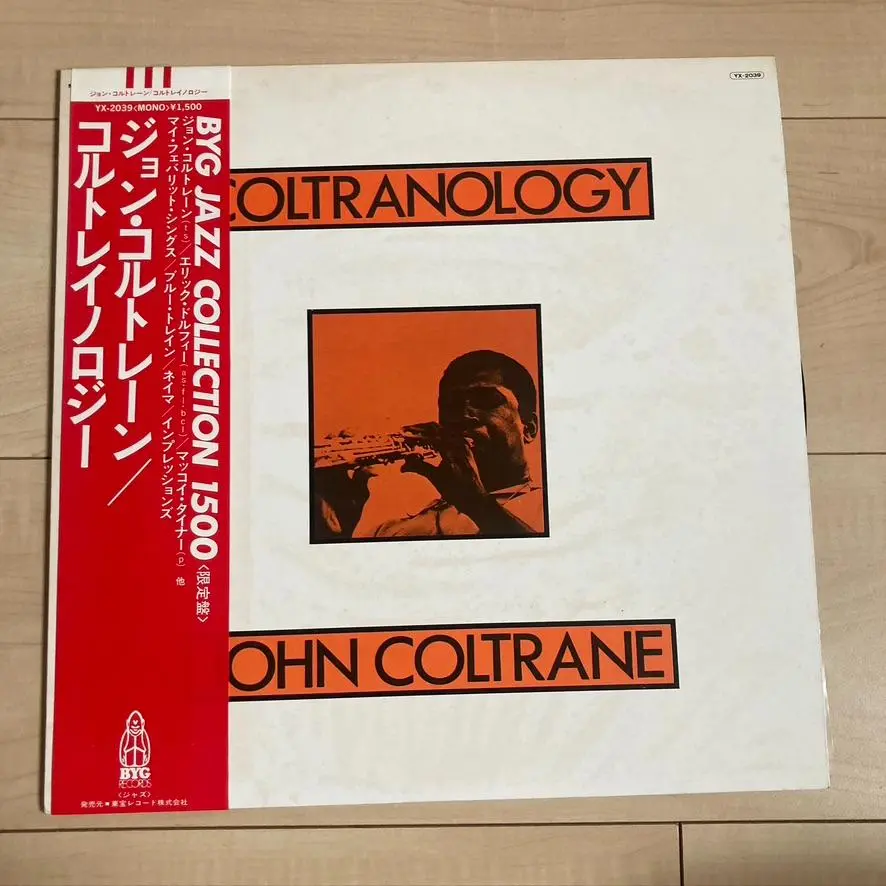 ジョン・コルトレーン/コルトレイノロジー
YX-2039〈MONO〉¥1,500
BYG JAZZ COLLECTION 1500〈限定盤〉
ジョン・コルトレーン(ts)/エリック・ドルフィー(as-fl-bcl)/マッコイ・タイナー(p) 他
マイ・フェバリット・シングス/ブルー・トレイン/ネイマ/インプレッションズ
ジョン・コルトレーン/
コルトレイノロジー
BYG
RECORDS
〈ジャズ〉
発売元■東宝レコード株式会社
YX-2039
COLTRANOLOGY
OHN COLTRANE